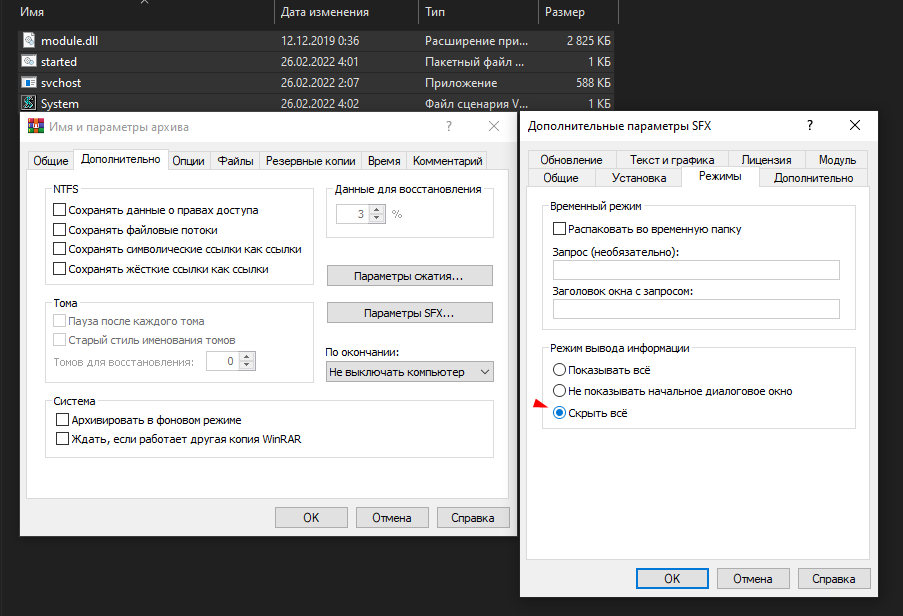 Имя Дата изменения Тип Размер
module.dll 12.12.2019 0:36 Расширение при... 2 825 КБ
started 26.02.2022 4:01 Пакетный файл ... 1 КБ
svchost 26.02.2022 2:07 Приложение 588 КБ
System 26.02.2022 4:02 Файл сценария V... 1 КБ
Имя и параметры архива ?
Общие Дополнительно Опции Файлы Резервные копии Время Комментарий
NTFS
Сохранять данные о правах доступа
Сохранять файловые потоки
Сохранять символические ссылки как ссылки
Сохранять жёсткие ссылки как ссылки
Данные для восстановления
3 %
Параметры сжатия...
Параметры SFX...
Тома
Пауза после каждого тома
Старый стиль именования томов
Томов для восстановления: 0
По окончании:
Не выключать компьютер
Система
Архивировать в фоновом режиме
Ждать, если работает другая копия WinRAR
OK Отмена Справка
Дополнительные параметры SFX ?
Обновление Текст и графика Лицензия Модуль
Общие Установка Режимы Дополнительно
Временный режим
Распаковать во временную папку
Запрос (необязательно):
Заголовок окна с запросом:
Режим вывода информации
Показывать всё
Не показывать начальное диалоговое окно
Скрыть всё
OK Отмена Справка